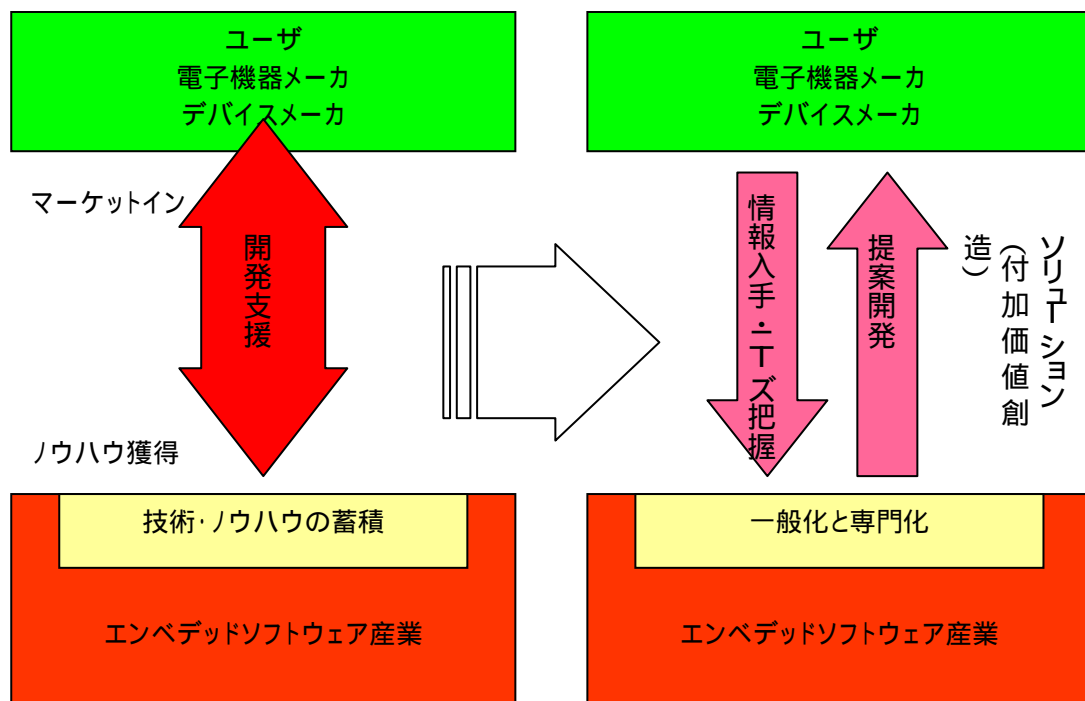 ユーザ
電子機器メーカ
デバイスメーカ
マーケットイン
開発支援
ノウハウ獲得
技術・ノウハウの蓄積
エンベデッドソフトウェア産業
ユーザ
電子機器メーカ
デバイスメーカ
情報入手・ニーズ把握
提案開発
ソリューション
(付加価値創
造)
一般化と専門化
エンベデッドソフトウェア産業